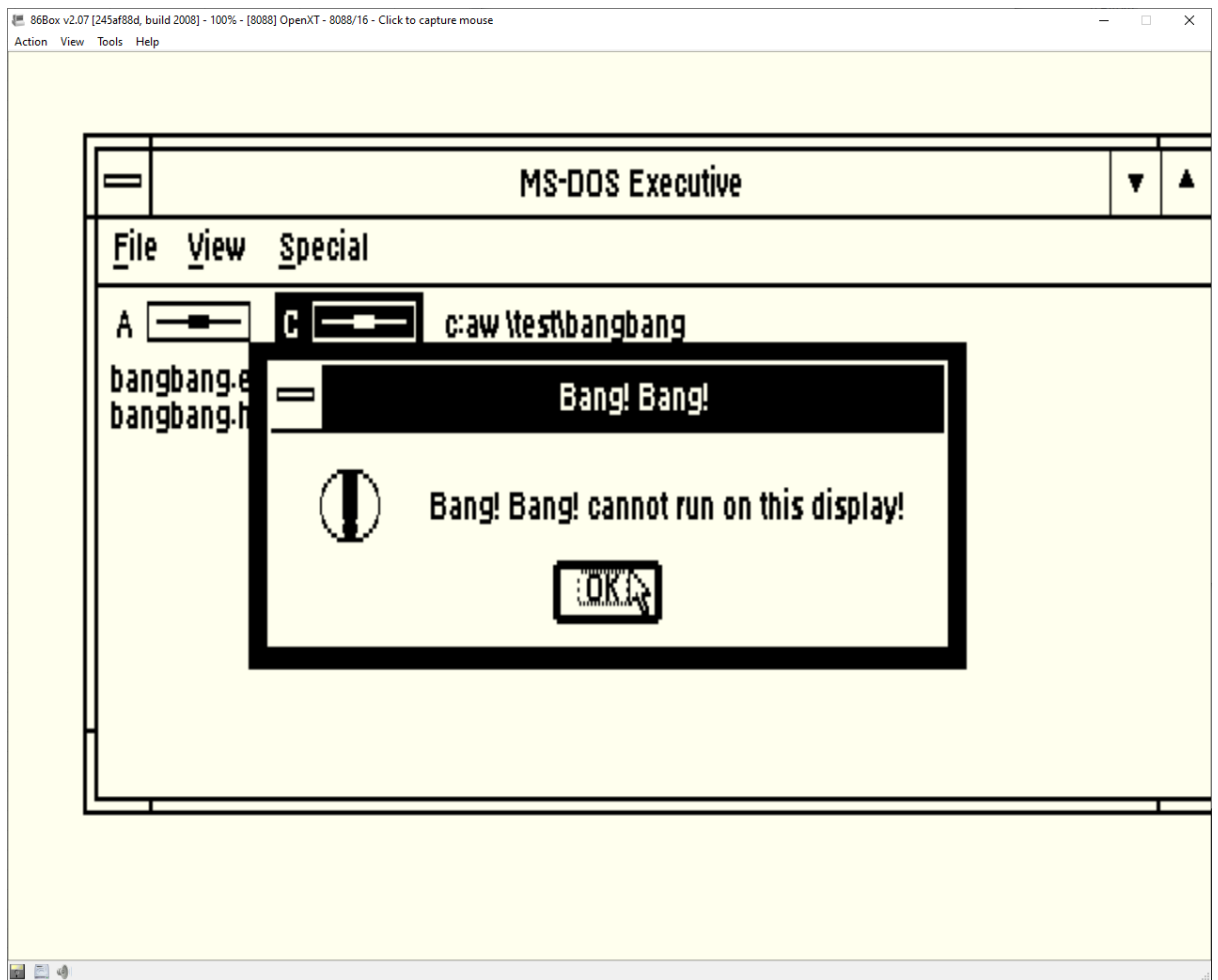 86Box v2.07 [245af88d, build 2008] - 100% - [8088] OpenXT - 8088/16 - Click to capture mouse
Action View Tools Help
MS-DOS Executive
File View Special
A C c:aw \test\bangbang
bangbang.e
bangbang.h
Bang! Bang!
Bang! Bang! cannot run on this display!
OK